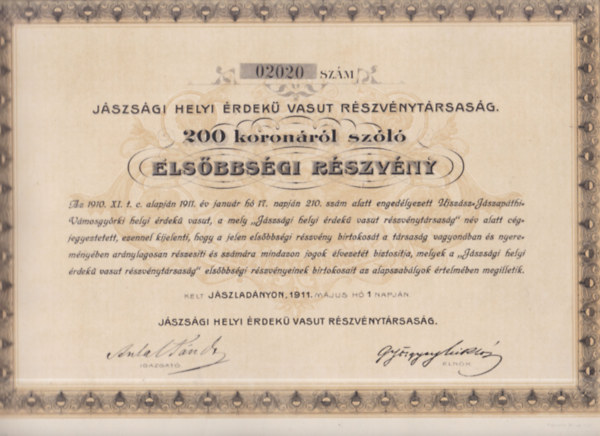 02020 SZÁM
JÁSZSÁGI HELYI ÉRDEKŰ VASUT RÉSZVÉNYTÁRSASÁG.
200 koronáról szóló
ELSŐBBSÉGI RÉSZVÉNY
Az 1910. XI. t. c. alapján 1911. év január hó 17. napján 210. szám alatt engedélyezett Ujszász-Jászapáthi-
Vámosgyörki helyi érdekű vasut, a mely „Jászsági helyi érdekű vasut részvénytársaság" név alatt cég-
jegyeztetett, ezennel kijelenti, hogy a jelen elsőbbségi részvény birtokosát a társaság vagyonában és nyere-
ményében aránylagosan részesíti és számára mindazon jogok élvezetét biztosítja, melyek a „Jászsági helyi
érdekű vasut részvénytársaság" elsőbbségi részvényeinek birtokosait az alapszabályok értelmében megilletik.
KELT JÁSZLADÁNYON, 1911. MÁJUS HÓ 1 NAPJÁN
JÁSZSÁGI HELYI ÉRDEKŰ VASUT RÉSZVÉNYTÁRSASÁG.
Antal Sándor
IGAZGATÓ
ELNÖK